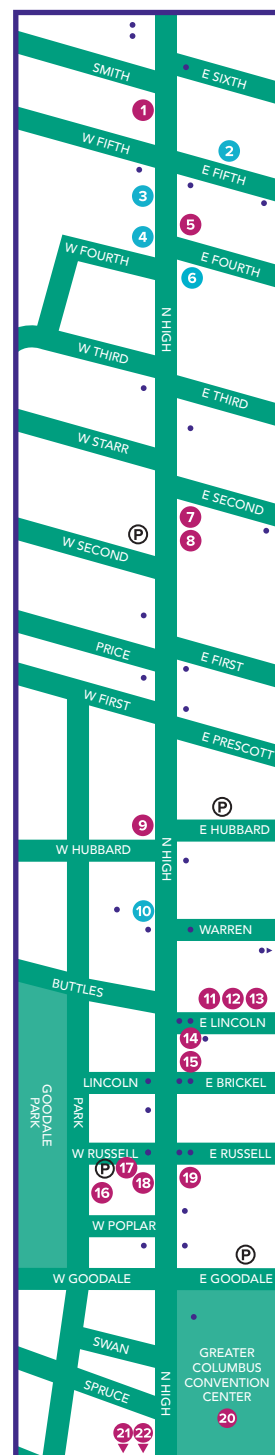 SMITH
E SIXTH
1
W FIFTH
2
E FIFTH
3
5
4
W FOURTH
E FOURTH
6
N HIGH
W THIRD
E THIRD
W STARR
E SECOND
7
P
8
W SECOND
PRICE
E FIRST
W FIRST
E PRESCOTT
P
9
E HUBBARD
W HUBBARD
N HIGH
10
WARREN
BUTTLES
11 12 13
E LINCOLN
14
15
LINCOLN
E BRICKEL
GOODALE
PARK
PARK
W RUSSELL
E RUSSELL
P
17
16
18
19
W POPLAR
P
W GOODALE
E GOODALE
SWAN
SPRUCE
N HIGH
GREATER
COLUMBUS
CONVENTION
CENTER
20
21 22